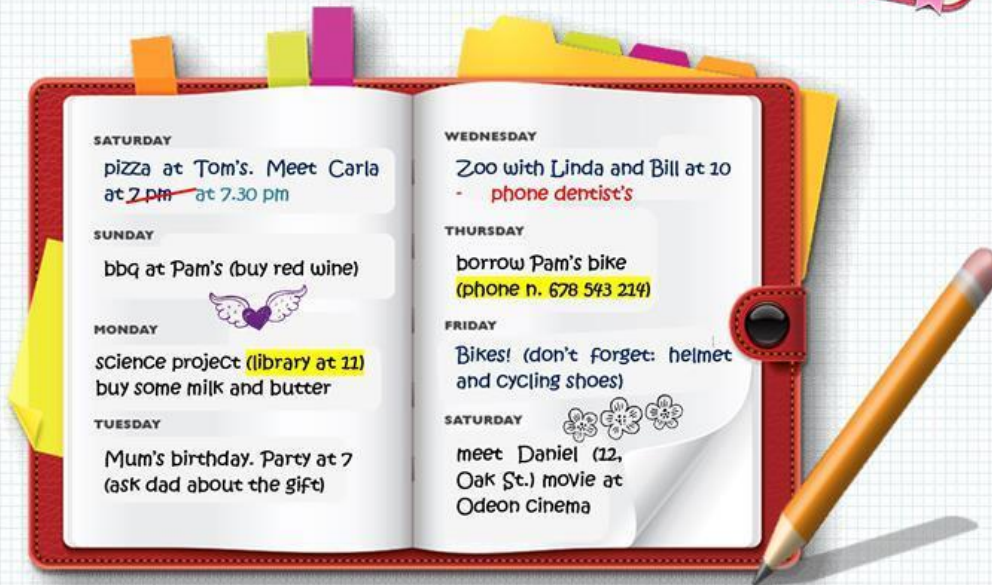 SATURDAY
pizza at Tom's. Meet Carla
at 7 pm at 7.30 pm
SUNDAY
bbq at Pam's (buy red wine)
MONDAY
science project (library at 11)
buy some milk and butter
TUESDAY
Mum's birthday. Party at 7
(ask dad about the gift)
WEDNESDAY
Zoo with Linda and Bill at 10
- phone dentist's
THURSDAY
borrow Pam's bike
(phone n. 678 543 214)
FRIDAY
Bikes! (don't forget: helmet
and cycling shoes)
SATURDAY
meet Daniel (12,
Oak St.) movie at
Odeon cinema